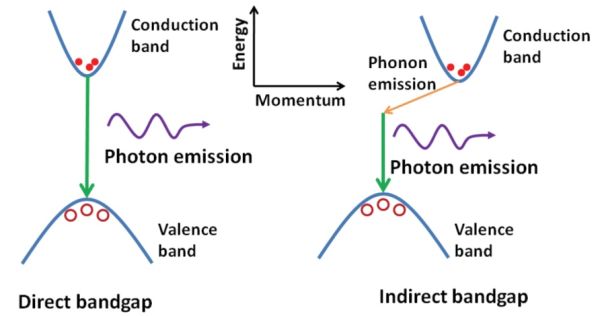 Conduction
band
Photon emission
Valence
band
Direct bandgap
Energy
Momentum
Conduction
band
Phonon
emission
Photon emission
Valence
band
Indirect bandgap